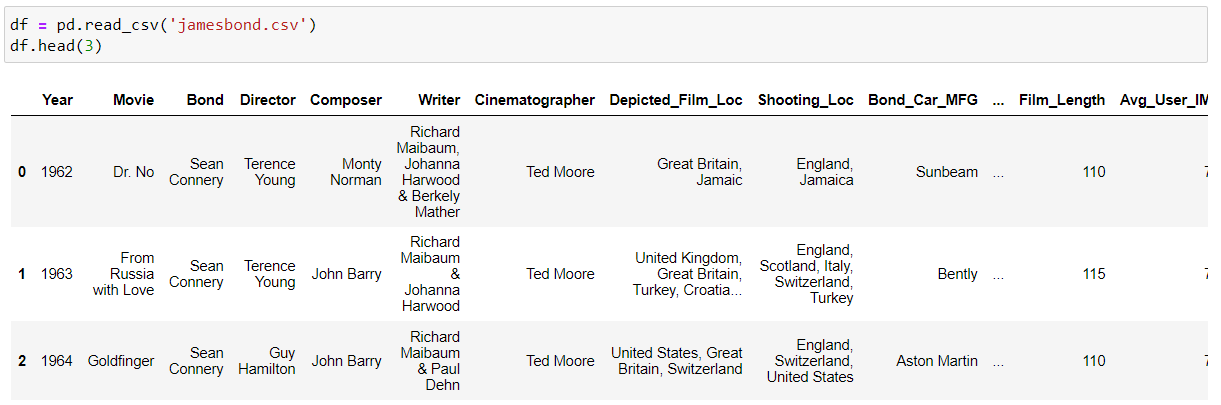 df = pd.read_csv('jamesbond.csv')
df.head(3)
Year Movie Bond Director Composer Writer Cinematographer Depicted_Film_Loc Shooting_Loc Bond_Car_MFG ... Film_Length Avg_User_IM
0 1962 Dr. No Sean Connery Terence Young Monty Norman Richard Maibaum, Johanna Harwood & Berkely Mather Ted Moore Great Britain, Jamaic England, Jamaica Sunbeam ... 110 7
1 1963 From Russia with Love Sean Connery Terence Young John Barry Richard Maibaum & Johanna Harwood Ted Moore United Kingdom, Great Britain, Turkey, Croatia... England, Scotland, Italy, Switzerland, Turkey Bently ... 115 7
2 1964 Goldfinger Sean Connery Guy Hamilton John Barry Richard Maibaum & Paul Dehn Ted Moore United States, Great Britain, Switzerland England, Switzerland, United States Aston Martin ... 110 7